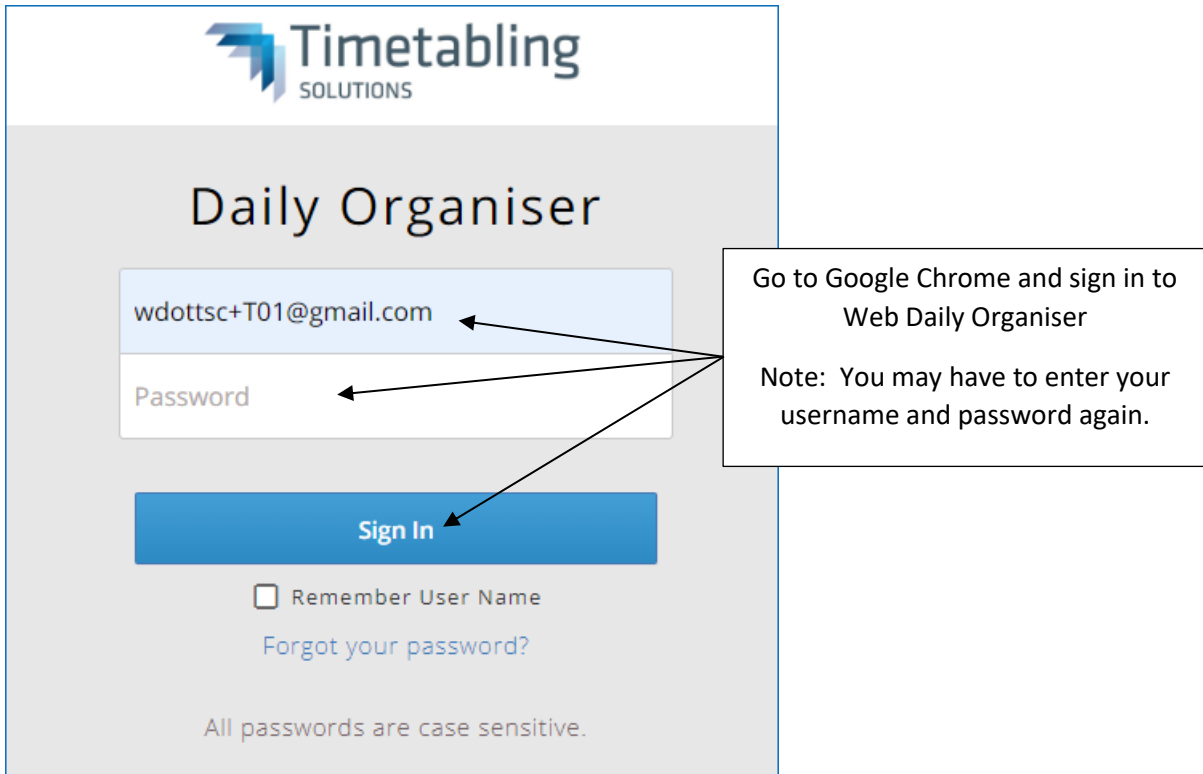 Timetabling
SOLUTIONS
Daily Organiser
wdottsc+T01@gmail.com
Password
Sign In
Remember User Name
Forgot your password?
All passwords are case sensitive.
Go to Google Chrome and sign in to
Web Daily Organiser
Note:  You may have to enter your
username and password again.